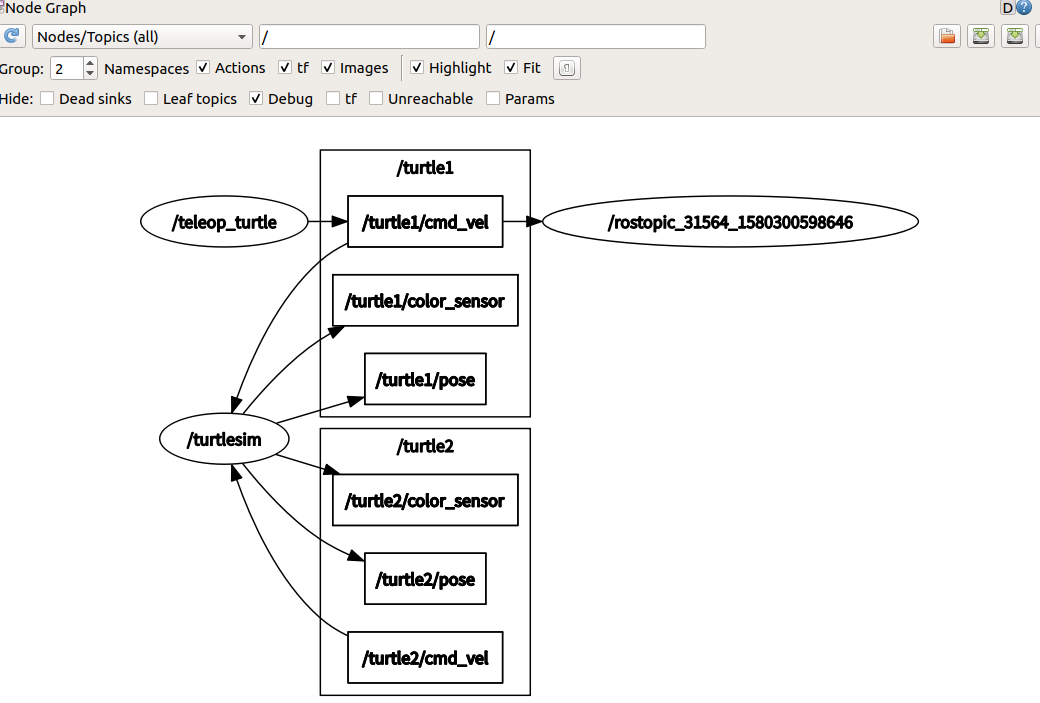 Node Graph D
Nodes/Topics (all) / /
Group: 2 Namespaces Actions tf Images Highlight Fit
Hide: Dead sinks Leaf topics Debug tf Unreachable Params
/turtle1
/teleop_turtle /turtle1/cmd_vel /rostopic_31564_1580300598646
/turtle1/color_sensor
/turtle1/pose
/turtlesim
/turtle2
/turtle2/color_sensor
/turtle2/pose
/turtle2/cmd_vel